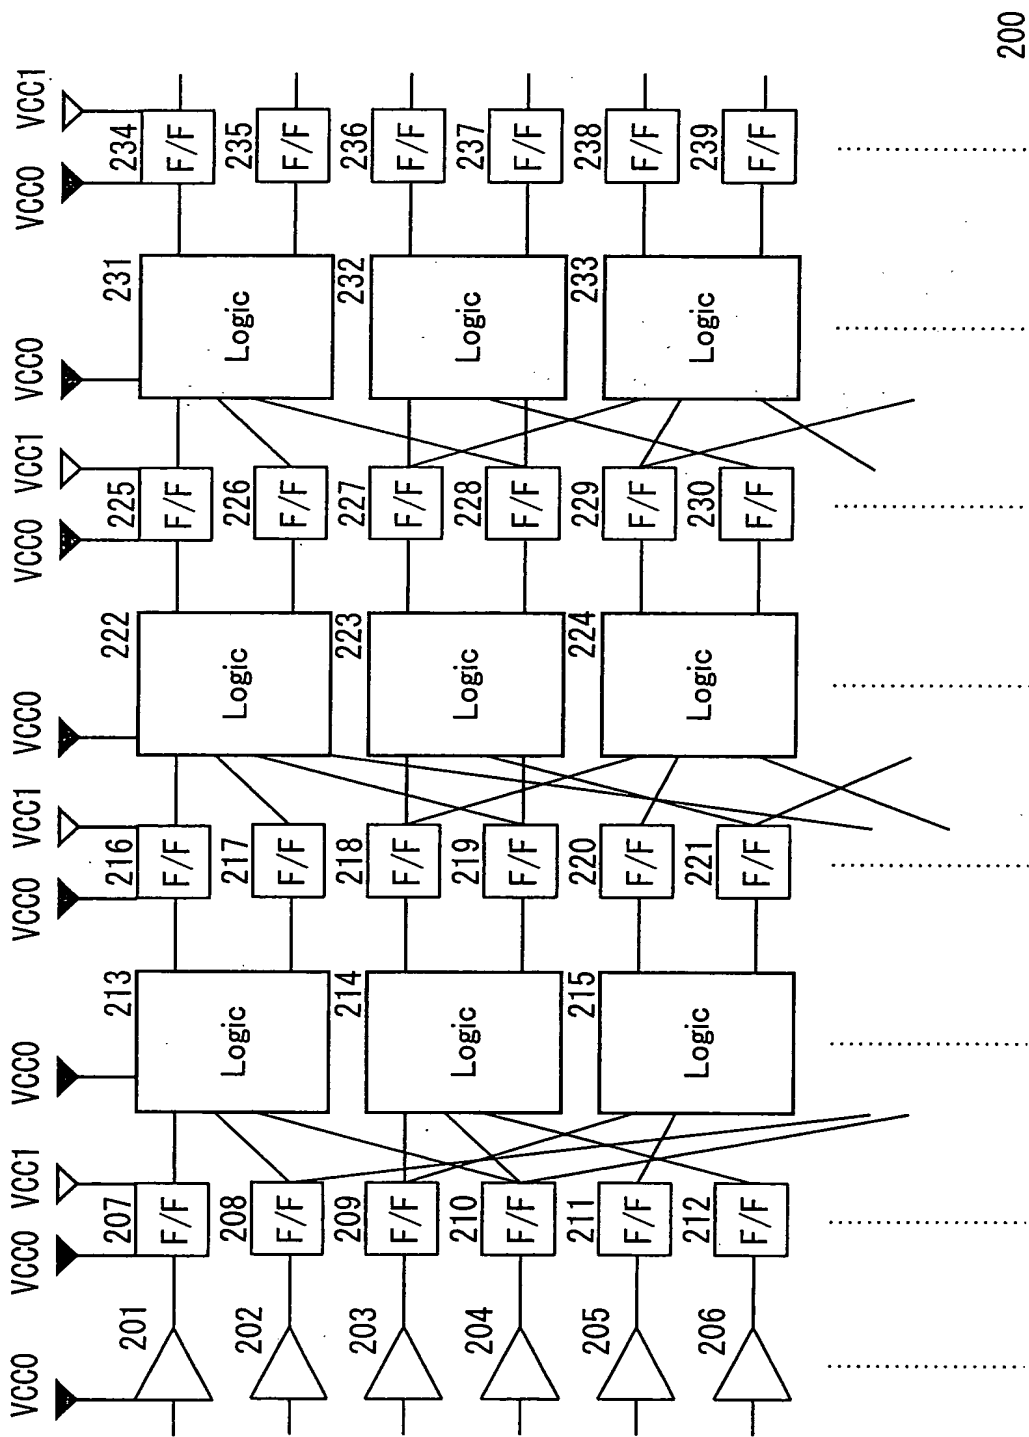 VCC0
VCC0
VCC1
VCC0
VCC0
VCC1
VCC0
VCC0
VCC1
VCC0
VCC0
VCC1
201
207
213
216
222
225
231
234
F/F
F/F
F/F
F/F
202
208
Logic
217
Logic
226
Logic
235
F/F
F/F
F/F
F/F
203
209
214
218
223
227
232
236
F/F
F/F
F/F
F/F
204
210
Logic
219
Logic
228
Logic
237
F/F
F/F
F/F
F/F
205
211
215
220
224
229
233
238
F/F
F/F
F/F
F/F
206
212
Logic
221
Logic
230
Logic
239
F/F
F/F
F/F
F/F
200